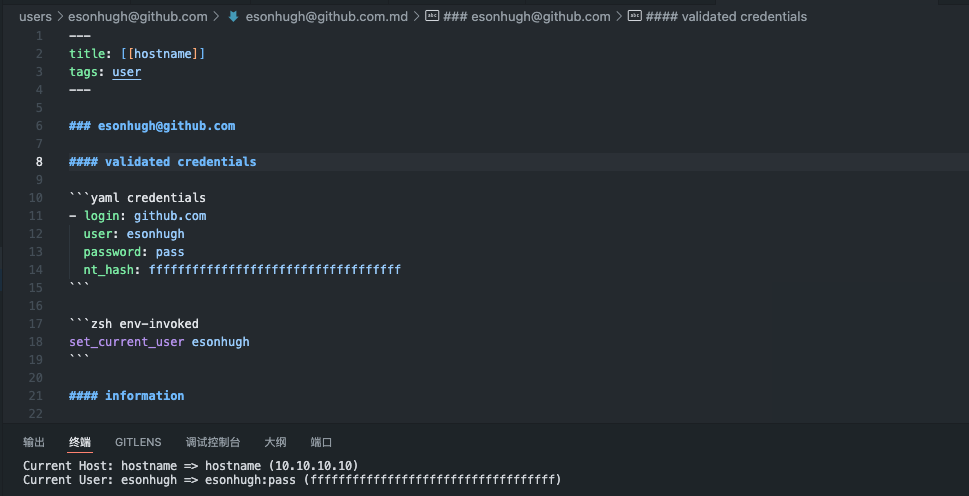 users > esonhugh@github.com > esonhugh@github.com.md > abc ### esonhugh@github.com > abc #### validated credentials
1 ---
2 title: [[hostname]]
3 tags: user
4 ---
5
6 ### esonhugh@github.com
7
8 #### validated credentials
9
10 ```yaml credentials
11 - login: github.com
12 user: esonhugh
13 password: pass
14 nt_hash: fffffffffffffffffffffffffffffffffff
15 ```
16
17 ```zsh env-invoked
18 set_current_user esonhugh
19 ```
20
21 #### information
22
输出 终端 GITLENS 调试控制台 大纲 端口
Current Host: hostname => hostname (10.10.10.10)
Current User: esonhugh => esonhugh:pass (fffffffffffffffffffffffffffffffffff)